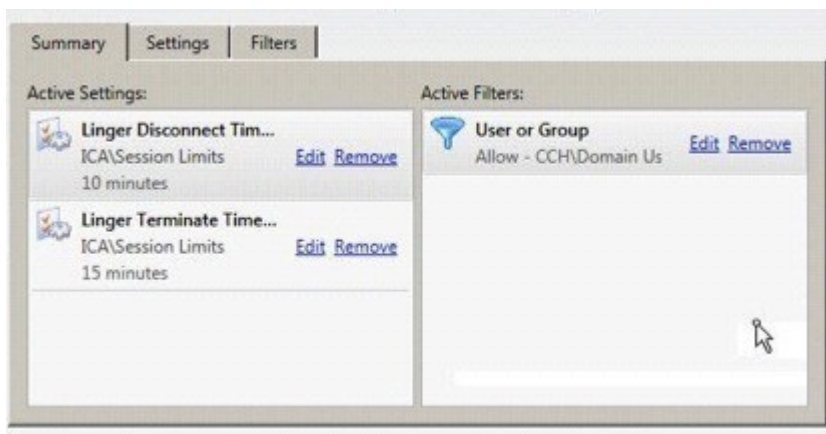 Summary Settings Filters
Active Settings:
Linger Disconnect Tim...
ICA\Session Limits Edit Remove
10 minutes
Linger Terminate Time...
ICA\Session Limits Edit Remove
15 minutes
Active Filters:
User or Group
Allow - CCH\Domain Us Edit Remove